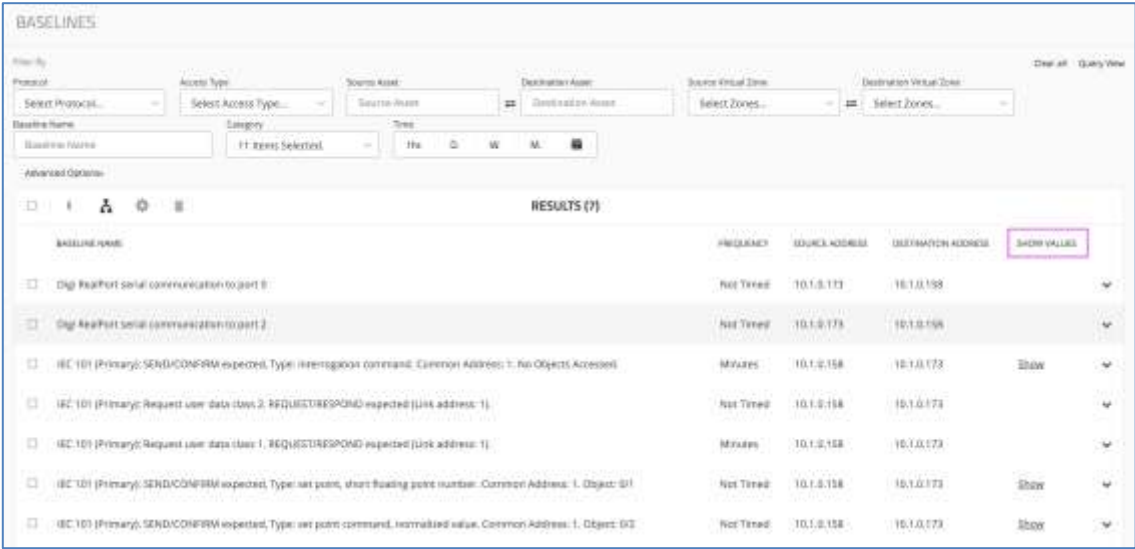 BASELINES
Filter By
Clear all Query View
Protocol Access Type Source Asset Destination Asset Source Virtual Zone Destination Virtual Zone
Select Protocol... Select Access Type... Source Asset ⇄ Destination Asset Select Zones... ⇄ Select Zones...
Baseline Name Category Time
Baseline Name 11 Items Selected. Hrs D. W. M.
Advanced Options
RESULTS (7)
BASELINE NAME FREQUENCY SOURCE ADDRESS DESTINATION ADDRESS SHOW VALUES
Digi RealPort serial communication to port 0 Not Timed 10.1.0.173 10.1.0.158
Digi RealPort serial communication to port 2 Not Timed 10.1.0.173 10.1.0.158
IEC 101 (Primary): SEND/CONFIRM expected, Type: interrogation command. Common Address: 1. No Objects Accessed. Minutes 10.1.0.158 10.1.0.173 Show
IEC 101 (Primary): Request user data class 2. REQUEST/RESPOND expected (Link address: 1). Not Timed 10.1.0.158 10.1.0.173
IEC 101 (Primary): Request user data class 1. REQUEST/RESPOND expected (Link address: 1). Minutes 10.1.0.158 10.1.0.173
IEC 101 (Primary): SEND/CONFIRM expected, Type: set point, short floating point number. Common Address: 1. Object: 0/1 Not Timed 10.1.0.158 10.1.0.173 Show
IEC 101 (Primary): SEND/CONFIRM expected, Type: set point command, normalized value. Common Address: 1. Object: 0/2 Not Timed 10.1.0.158 10.1.0.173 Show